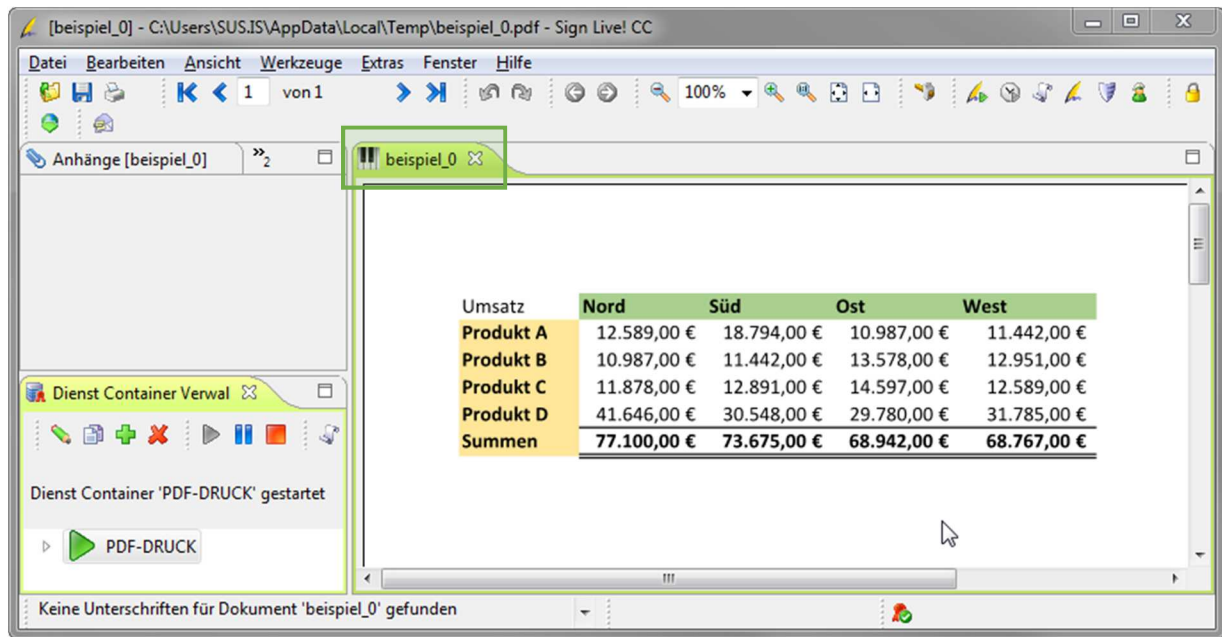 [beispiel_0] - C:\Users\SUS.IS\AppData\Local\Temp\beispiel_0.pdf - Sign Live! CC
Datei Bearbeiten Ansicht Werkzeuge Extras Fenster Hilfe
1 von 1 100%
Anhänge [beispiel_0] »2
beispiel_0
Umsatz Nord Süd Ost West
Produkt A 12.589,00 € 18.794,00 € 10.987,00 € 11.442,00 €
Produkt B 10.987,00 € 11.442,00 € 13.578,00 € 12.951,00 €
Produkt C 11.878,00 € 12.891,00 € 14.597,00 € 12.589,00 €
Produkt D 41.646,00 € 30.548,00 € 29.780,00 € 31.785,00 €
Summen 77.100,00 € 73.675,00 € 68.942,00 € 68.767,00 €
Dienst Container Verwal
Dienst Container 'PDF-DRUCK' gestartet
PDF-DRUCK
Keine Unterschriften für Dokument 'beispiel_0' gefunden